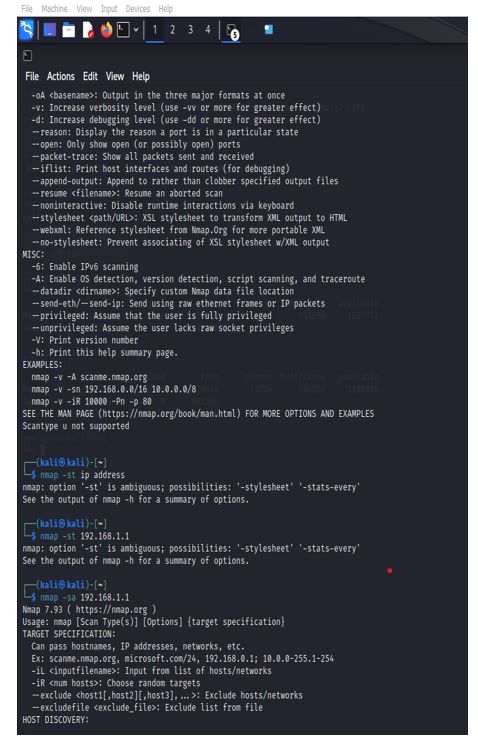 File Machine View Input Devices Help
1 2 3 4 5
File Actions Edit View Help
-oA <basename>: Output in the three major formats at once
-v: Increase verbosity level (use -vv or more for greater effect)
-d: Increase debugging level (use -dd or more for greater effect)
--reason: Display the reason a port is in a particular state
--open: Only show open (or possibly open) ports
--packet-trace: Show all packets sent and received
--iflist: Print host interfaces and routes (for debugging)
--append-output: Append to rather than clobber specified output files
--resume <filename>: Resume an aborted scan
--noninteractive: Disable runtime interactions via keyboard
--stylesheet <path/URL>: XSL stylesheet to transform XML output to HTML
--webxml: Reference stylesheet from Nmap.Org for more portable XML
--no-stylesheet: Prevent associating of XSL stylesheet w/XML output
MISC:
-6: Enable IPv6 scanning
-A: Enable OS detection, version detection, script scanning, and traceroute
--datadir <dirname>: Specify custom Nmap data file location
--send-eth/--send-ip: Send using raw ethernet frames or IP packets
--privileged: Assume that the user is fully privileged
--unprivileged: Assume the user lacks raw socket privileges
-V: Print version number
-h: Print this help summary page.
EXAMPLES:
nmap -v -A scanme.nmap.org
nmap -v -sn 192.168.0.0/16 10.0.0.0/8
nmap -v -iR 10000 -Pn -p 80
SEE THE MAN PAGE (https://nmap.org/book/man.html) FOR MORE OPTIONS AND EXAMPLES
Scantype u not supported
┌──(kali㉿kali)-[~]
└─$ nmap -st ip address
nmap: option '-st' is ambiguous; possibilities: '-stylesheet' '-stats-every'
See the output of nmap -h for a summary of options.
┌──(kali㉿kali)-[~]
└─$ nmap -st 192.168.1.1
nmap: option '-st' is ambiguous; possibilities: '-stylesheet' '-stats-every'
See the output of nmap -h for a summary of options.
┌──(kali㉿kali)-[~]
└─$ nmap -sa 192.168.1.1
Nmap 7.93 ( https://nmap.org )
Usage: nmap [Scan Type(s)] [Options] {target specification}
TARGET SPECIFICATION:
Can pass hostnames, IP addresses, networks, etc.
Ex: scanme.nmap.org, microsoft.com/24, 192.168.0.1; 10.0.0-255.1-254
-iL <inputfilename>: Input from list of hosts/networks
-iR <num hosts>: Choose random targets
--exclude <host1[,host2][,host3],...>: Exclude hosts/networks
--excludefile <exclude_file>: Exclude list from file
HOST DISCOVERY: